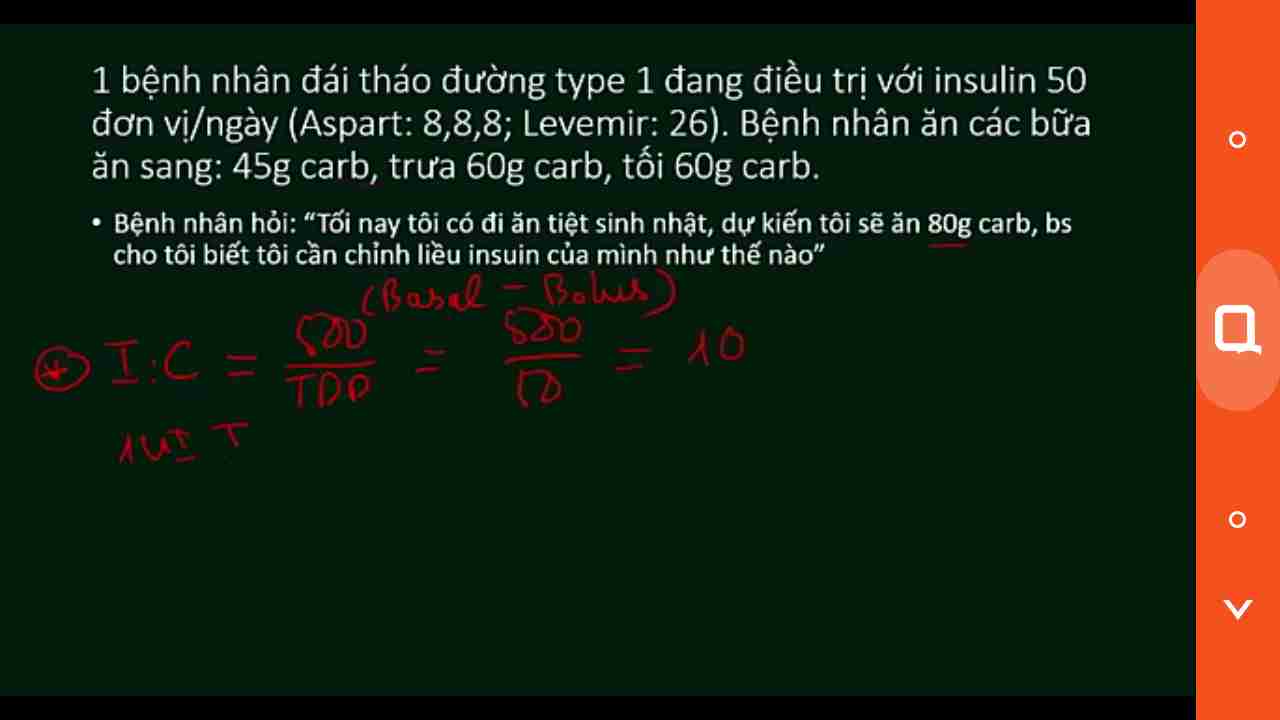 1 bệnh nhân đái tháo đường type 1 đang điều trị với insulin 50
đơn vị/ngày (Aspart: 8,8,8; Levemir: 26). Bệnh nhân ăn các bữa
ăn sang: 45g carb, trưa 60g carb, tối 60g carb.
• Bệnh nhân hỏi: “Tối nay tôi có đi ăn tiệt sinh nhật, dự kiến tôi sẽ ăn 80g carb, bs
cho tôi biết tôi cần chỉnh liều insuin của mình như thế nào”
(Basal - Bolus)
I:C = 500/TDD = 500/50 = 10
1UI T